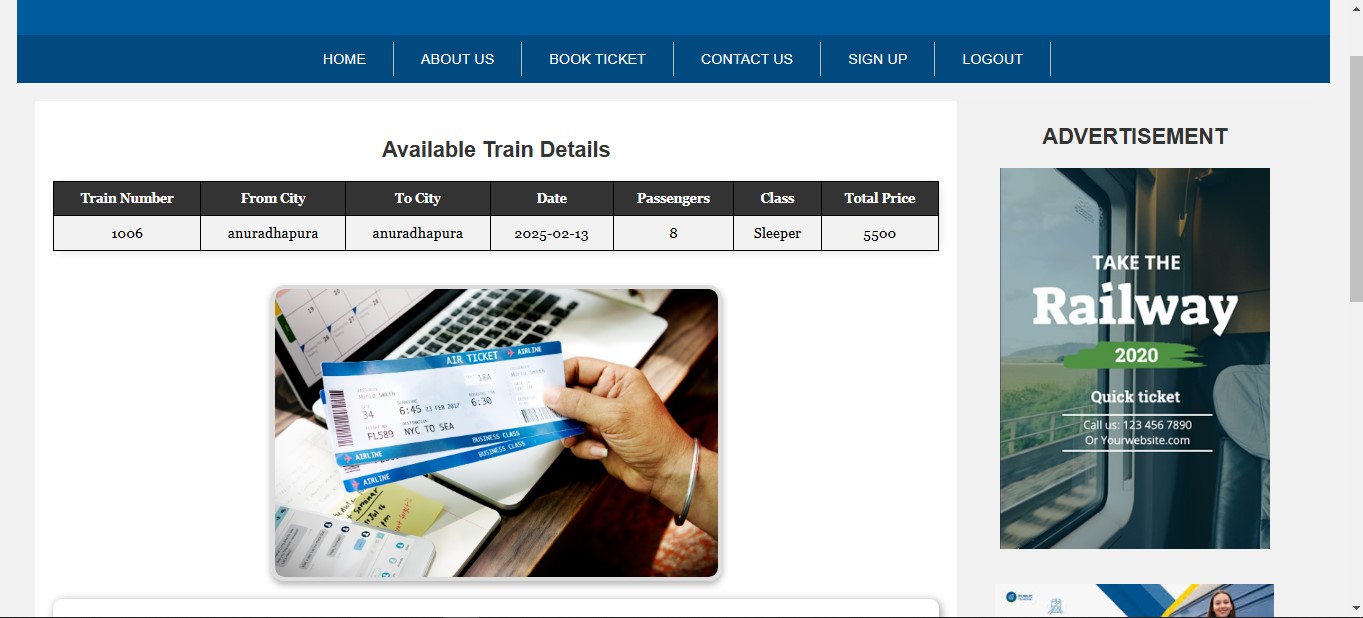 HOME ABOUT US BOOK TICKET CONTACT US SIGN UP LOGOUT
Available Train Details
Train Number From City To City Date Passengers Class Total Price
1006 anuradhapura anuradhapura 2025-02-13 8 Sleeper 5500
AIR TICKET AIRLINE
184
34 6:45 23 FEB 2017 6:30
FL589 NYC TO SEA
AIRLINE BUSINESS CLASS
AIRLINE BUSINESS CLASS
ADVERTISEMENT
TAKE THE
Railway
2020
Quick ticket
Call us: 123 456 7890
Or Yourwebsite.com
PUBLIC